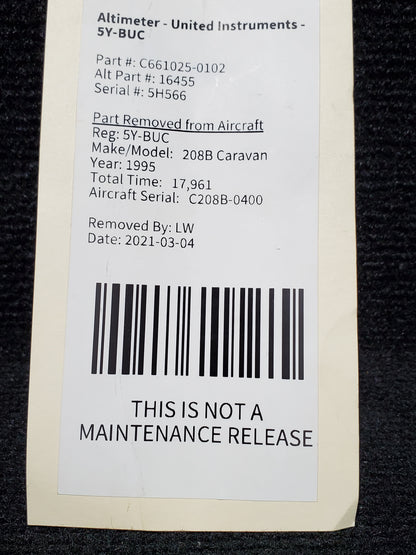 Altimeter - United Instruments -
5Y-BUC
Part #: C661025-0102
Alt Part #: 16455
Serial #: 5H566
Part Removed from Aircraft
Reg: 5Y-BUC
Make/Model: 208B Caravan
Year: 1995
Total Time: 17,961
Aircraft Serial: C208B-0400
Removed By: LW
Date: 2021-03-04
THIS IS NOT A
MAINTENANCE RELEASE